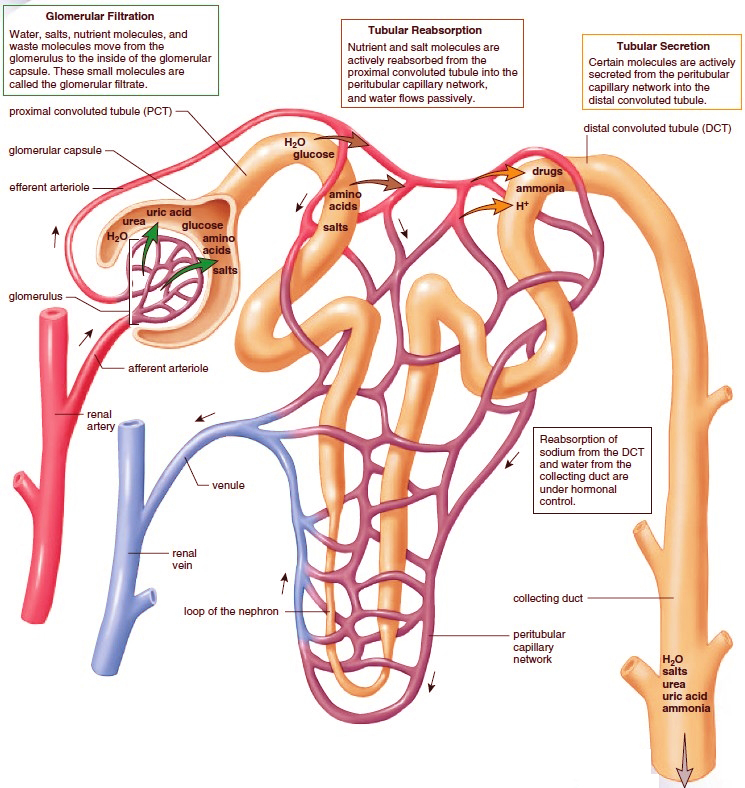 Glomerular Filtration
Water, salts, nutrient molecules, and
waste molecules move from the
glomerulus to the inside of the glomerular
capsule. These small molecules are
called the glomerular filtrate.
Tubular Reabsorption
Nutrient and salt molecules are
actively reabsorbed from the
proximal convoluted tubule into the
peritubular capillary network,
and water flows passively.
Tubular Secretion
Certain molecules are actively
secreted from the peritubular
capillary network into the
distal convoluted tubule.
proximal convoluted tubule (PCT)
distal convoluted tubule (DCT)
glomerular capsule
efferent arteriole
H₂O
glucose
amino
acids
salts
drugs
ammonia
H⁺
uric acid
urea
glucose
H₂O
amino
acids
salts
glomerulus
afferent arteriole
renal
artery
Reabsorption of
sodium from the DCT
and water from the
collecting duct are
under hormonal
control.
venule
renal
vein
loop of the nephron
collecting duct
peritubular
capillary
network
H₂O
salts
urea
uric acid
ammonia